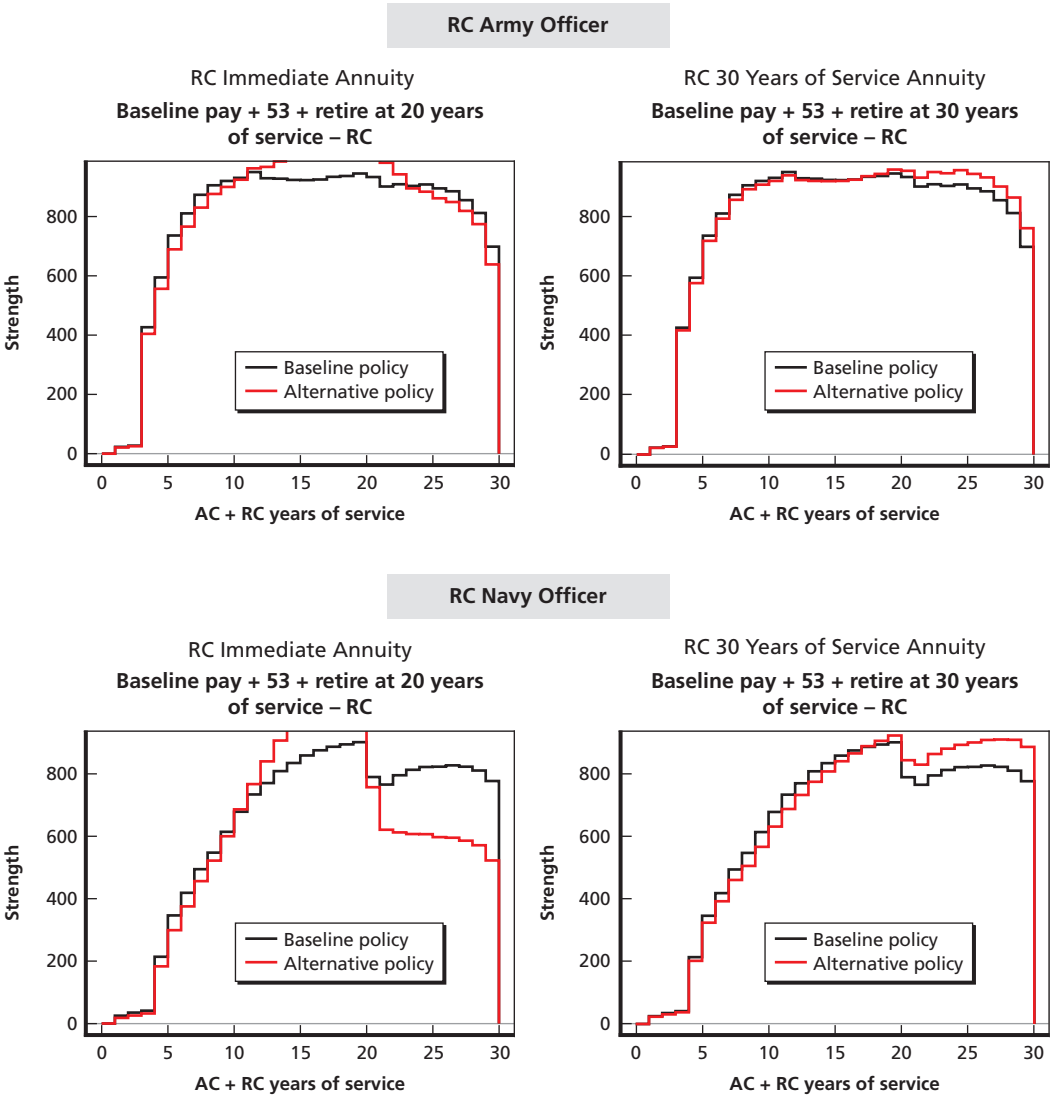 RC Army Officer
RC Immediate Annuity
Baseline pay + 53 + retire at 20 years
of service – RC
Strength
800
600
400
200
0
Baseline policy
Alternative policy
0 5 10 15 20 25 30
AC + RC years of service
RC 30 Years of Service Annuity
Baseline pay + 53 + retire at 30 years
of service – RC
Strength
800
600
400
200
0
Baseline policy
Alternative policy
0 5 10 15 20 25 30
AC + RC years of service
RC Navy Officer
RC Immediate Annuity
Baseline pay + 53 + retire at 20 years
of service – RC
Strength
800
600
400
200
0
Baseline policy
Alternative policy
0 5 10 15 20 25 30
AC + RC years of service
RC 30 Years of Service Annuity
Baseline pay + 53 + retire at 30 years
of service – RC
Strength
800
600
400
200
0
Baseline policy
Alternative policy
0 5 10 15 20 25 30
AC + RC years of service